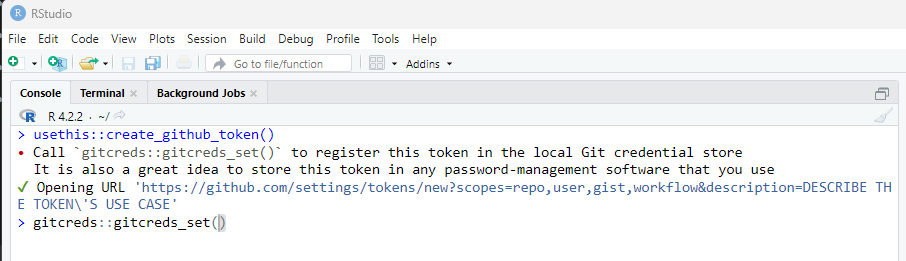 RStudio
File Edit Code View Plots Session Build Debug Profile Tools Help
Go to file/function Addins
Console Terminal Background Jobs
R 4.2.2 · ~/
> usethis::create_github_token()
• Call `gitcreds::gitcreds_set()` to register this token in the local Git credential store
It is also a great idea to store this token in any password-management software that you use
✔ Opening URL 'https://github.com/settings/tokens/new?scopes=repo,user,gist,workflow&description=DESCRIBE TH
E TOKEN\'S USE CASE'
> gitcreds::gitcreds_set()